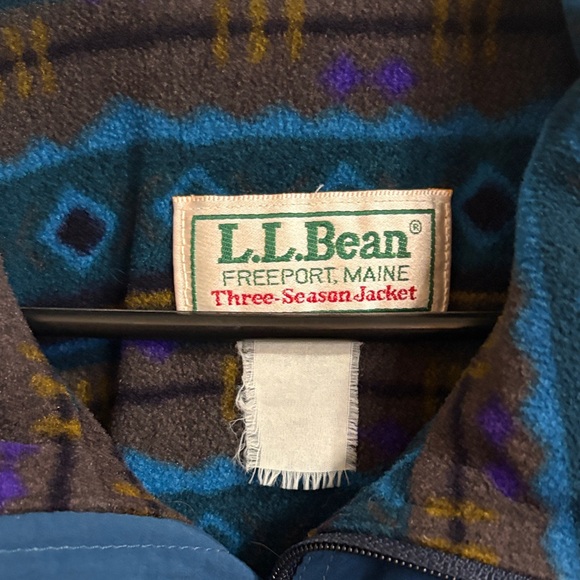 L.L.Bean®
FREEPORT, MAINE
Three-Season Jacket